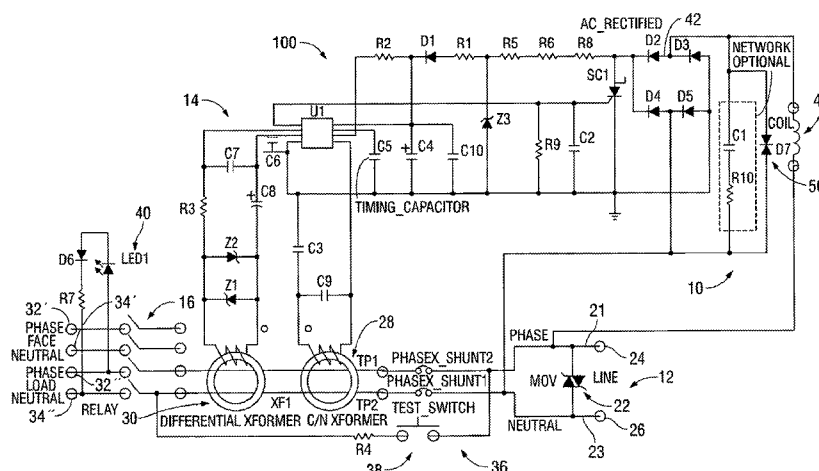 AC_RECTIFIED
42
100
R2
D1
R1
R5
R6
R8
D2
D3
NETWORK
OPTIONAL
SC1
14
U1
D4
D5
4
COIL
C1
D7
Z3
R9
C2
C7
C6
C5
C4
C10
C8
R10
50
TIMING_CAPACITOR
R3
40
D6
LED1
Z2
C3
10
Z1
C9
R7
32'
34'
16
28
PHASE
21
PHASE
FACE
NEUTRAL
TP1
PHASEX_SHUNT2
24
PHASE
32"
LOAD
NEUTRAL
PHASEX_SHUNT1
MOV
LINE
12
22
34"
RELAY
30
XF1
TP2
TEST_SWITCH
DIFFERENTIAL XFORMER
C/N XFORMER
NEUTRAL
23
26
R4
38
36